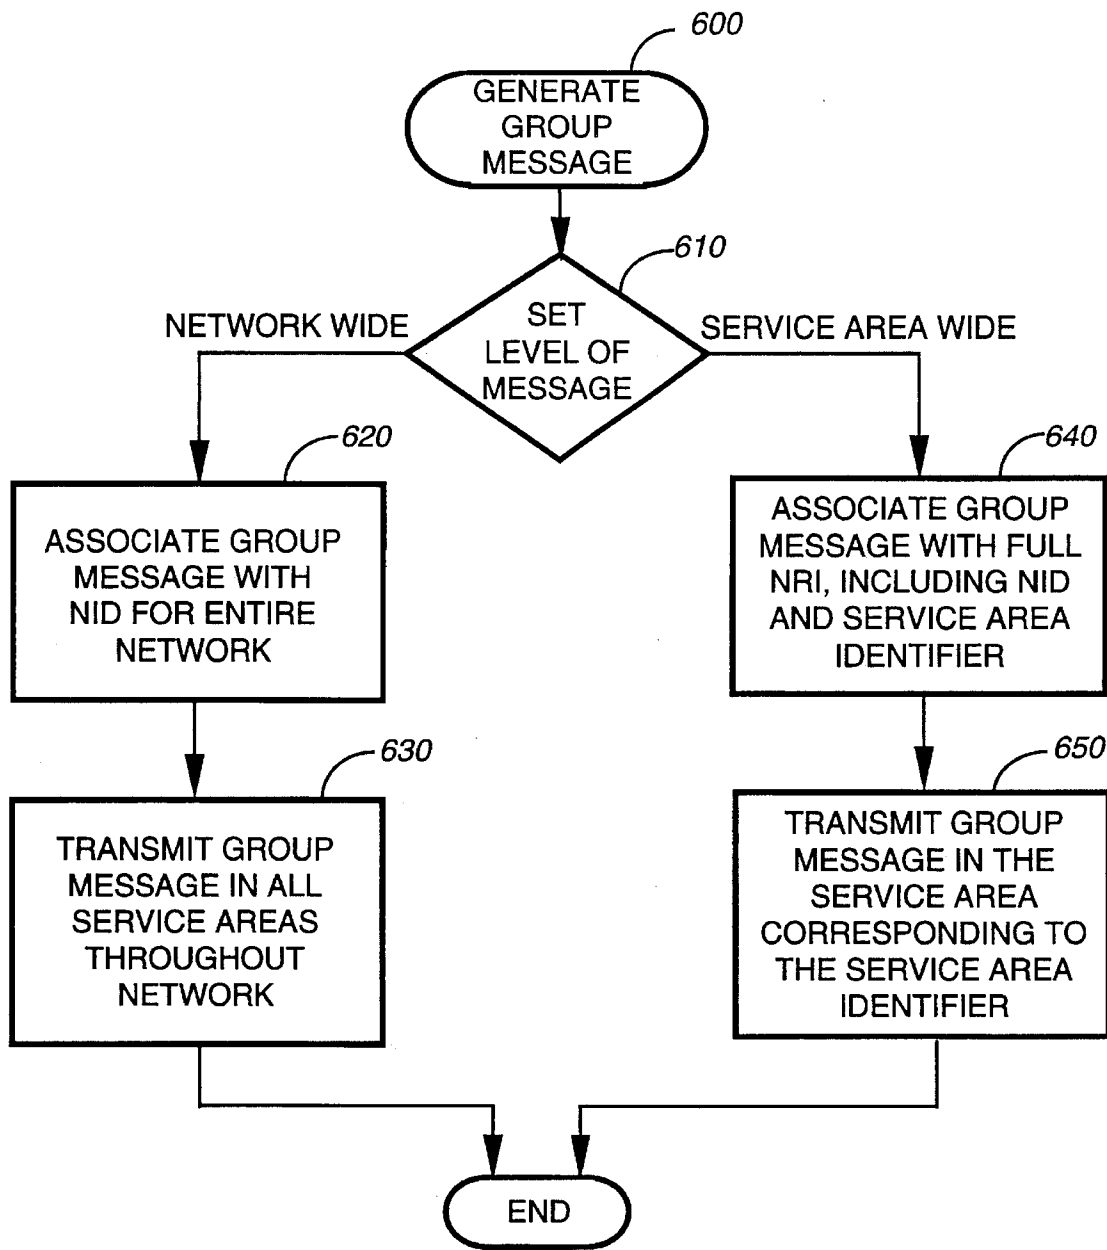 600
GENERATE
GROUP
MESSAGE
610
SET
LEVEL OF
MESSAGE
NETWORK WIDE
SERVICE AREA WIDE
620
ASSOCIATE GROUP
MESSAGE WITH
NID FOR ENTIRE
NETWORK
640
ASSOCIATE GROUP
MESSAGE WITH FULL
NRI, INCLUDING NID
AND SERVICE AREA
IDENTIFIER
630
TRANSMIT GROUP
MESSAGE IN ALL
SERVICE AREAS
THROUGHOUT
NETWORK
650
TRANSMIT GROUP
MESSAGE IN THE
SERVICE AREA
CORRESPONDING TO
THE SERVICE AREA
IDENTIFIER
END